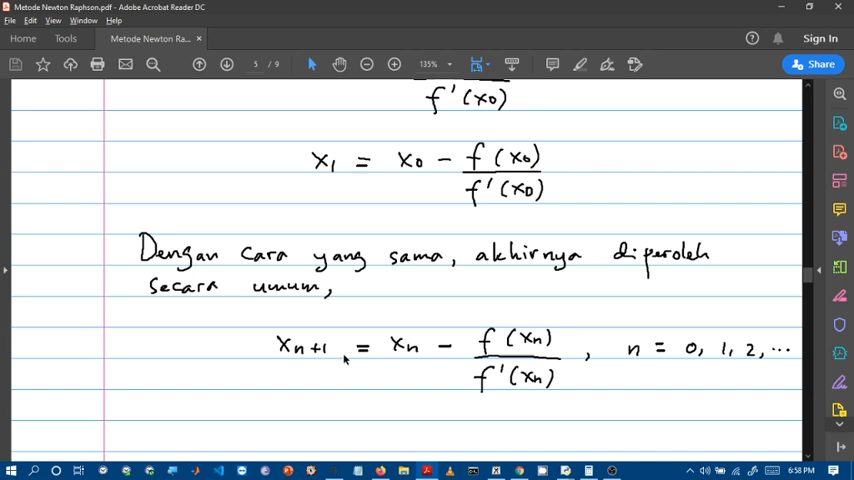 Metode Newton Raphson.pdf - Adobe Acrobat Reader DC
File Edit View Window Help
Home Tools Metode Newton Ra... × Sign In
5 / 9 135% Share
f'(x0)
x1 = x0 - f(x0)
f'(x0)
Dengan cara yang sama, akhirnya diperoleh
secara umum,
xn+1 = xn - f(xn) , n = 0, 1, 2, ...
f'(xn)
6:58 PM